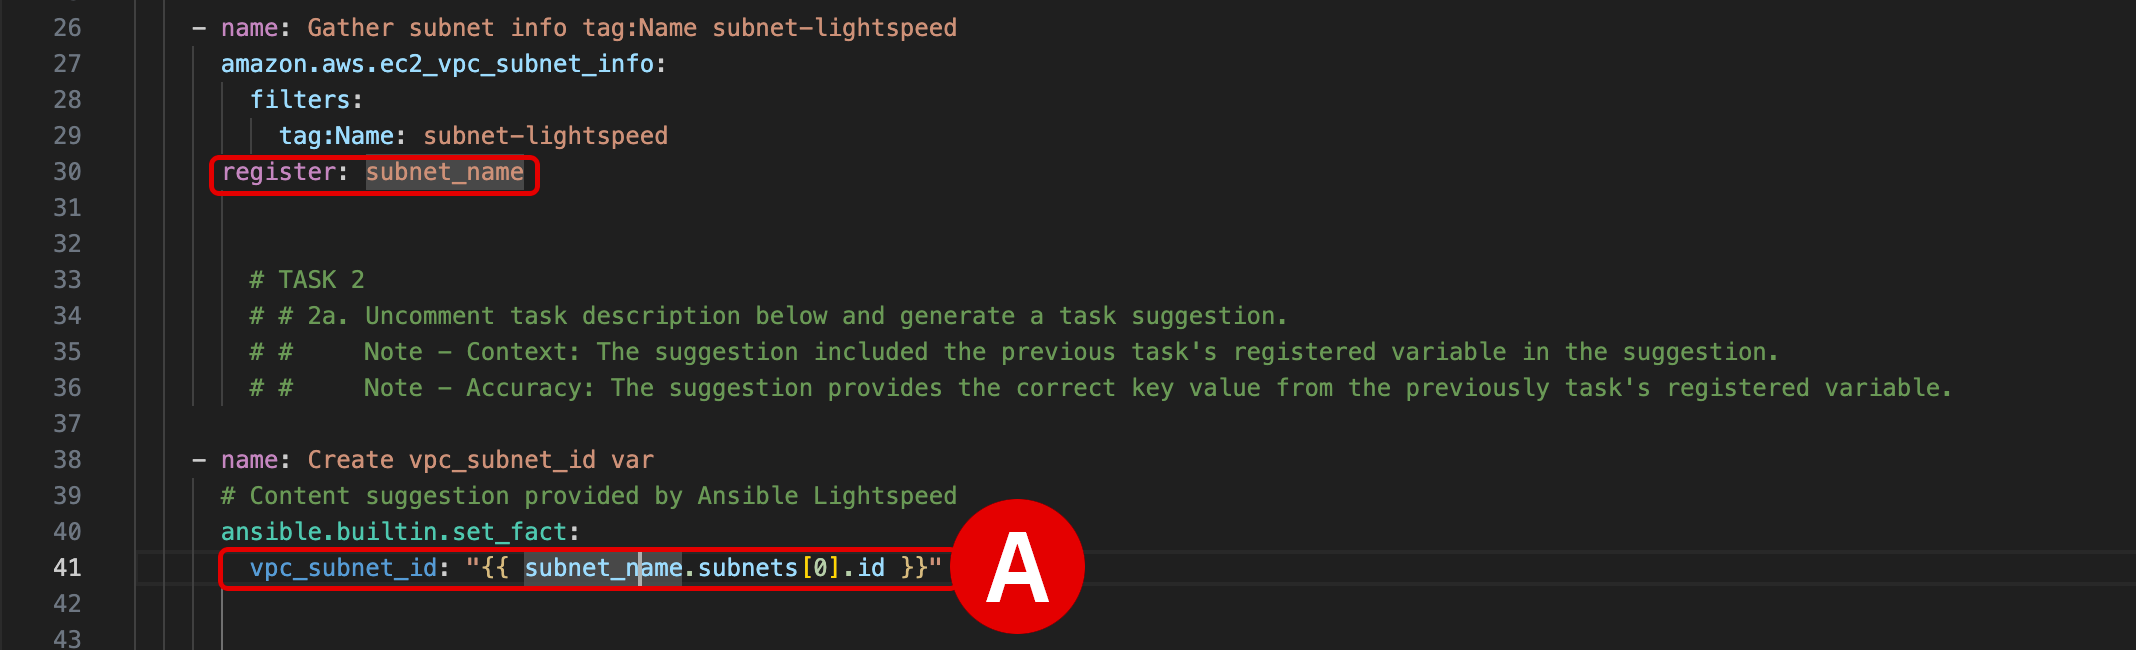 26 - name: Gather subnet info tag:Name subnet-lightspeed
27 amazon.aws.ec2_vpc_subnet_info:
28 filters:
29 tag:Name: subnet-lightspeed
30 register: subnet_name
31
32
33 # TASK 2
34 # # 2a. Uncomment task description below and generate a task suggestion.
35 # # Note - Context: The suggestion included the previous task's registered variable in the suggestion.
36 # # Note - Accuracy: The suggestion provides the correct key value from the previously task's registered variable.
37
38 - name: Create vpc_subnet_id var
39 # Content suggestion provided by Ansible Lightspeed
40 ansible.builtin.set_fact:
41 vpc_subnet_id: "{{ subnet_name.subnets[0].id }}"
A
42
43